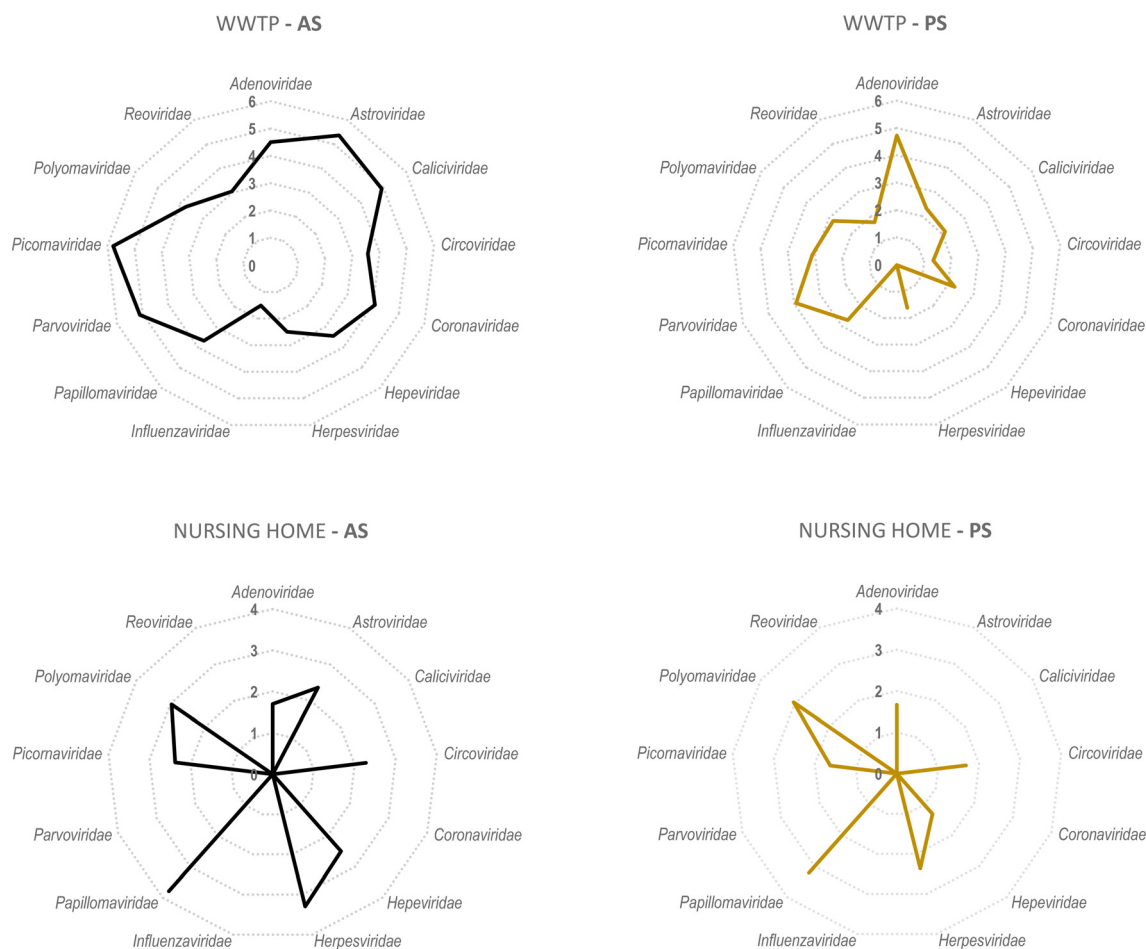 WWTP - AS
Adenoviridae
Astroviridae
Caliciviridae
Circoviridae
Coronaviridae
Hepeviridae
Herpesviridae
Influenzaviridae
Papillomaviridae
Parvoviridae
Picornaviridae
Polyomaviridae
Reoviridae
6
5
4
3
2
1
0
WWTP - PS
Adenoviridae
Astroviridae
Caliciviridae
Circoviridae
Coronaviridae
Hepeviridae
Herpesviridae
Influenzaviridae
Papillomaviridae
Parvoviridae
Picornaviridae
Polyomaviridae
Reoviridae
6
5
4
3
2
1
0
NURSING HOME - AS
Adenoviridae
Astroviridae
Caliciviridae
Circoviridae
Coronaviridae
Hepeviridae
Herpesviridae
Influenzaviridae
Papillomaviridae
Parvoviridae
Picornaviridae
Polyomaviridae
Reoviridae
4
3
2
1
0
NURSING HOME - PS
Adenoviridae
Astroviridae
Caliciviridae
Circoviridae
Coronaviridae
Hepeviridae
Herpesviridae
Influenzaviridae
Papillomaviridae
Parvoviridae
Picornaviridae
Polyomaviridae
Reoviridae
4
3
2
1
0